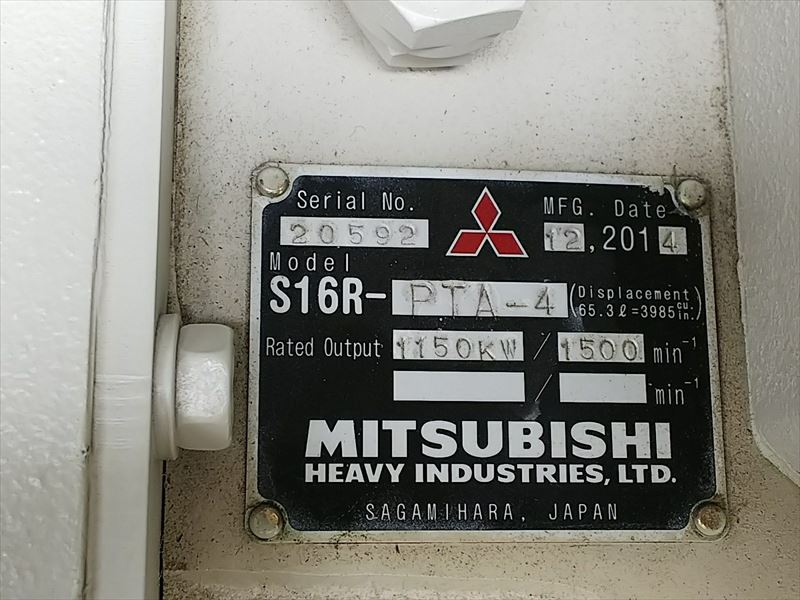 Serial No.
20592
MFG. Date
12,2014
Model
S16R-PTA-4 (Displacement 65.3ℓ=3985cu. in.)
Rated Output 1150KW / 1500 min⁻¹
/ min⁻¹
MITSUBISHI
HEAVY INDUSTRIES, LTD.
SAGAMIHARA, JAPAN